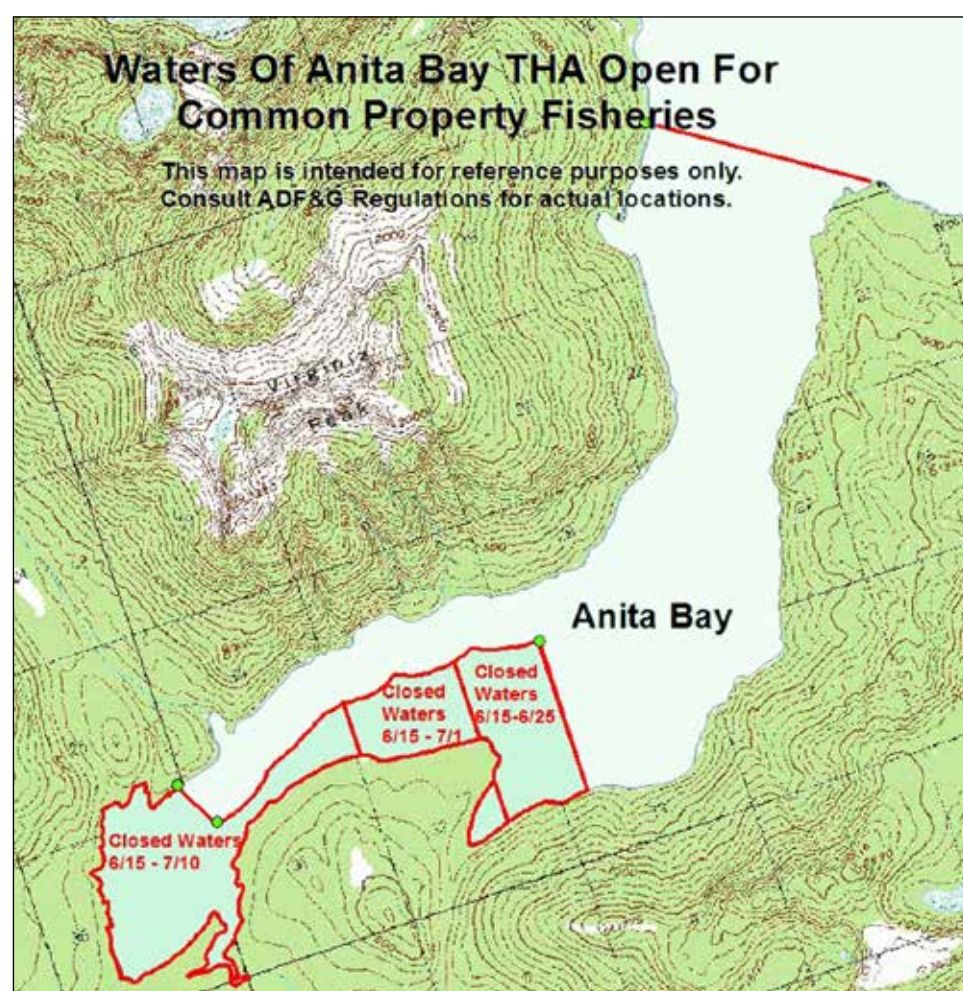 Waters Of Anita Bay THA Open For
Common Property Fisheries
This map is intended for reference purposes only.
Consult ADF&G Regulations for actual locations.
Virginia
Peak
Anita Bay
Closed
Waters
6/15-6/25
Closed
Waters
6/15 - 7/1
Closed Waters
6/15 - 7/10